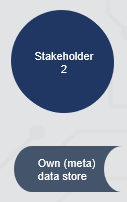 Stakeholder
2
Own (meta)
data store